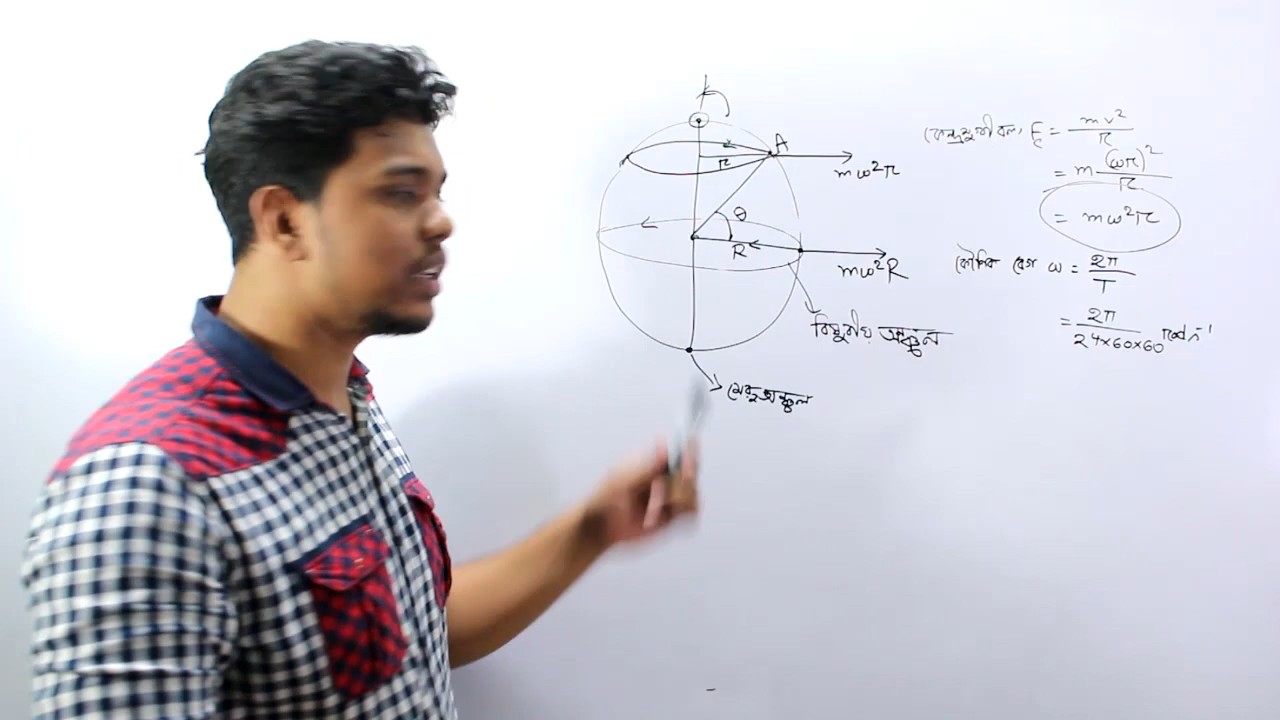 A
r
mω²r
θ
R
mω²R
বিষুবীয় অঞ্চল
মেরু অঞ্চল
কেন্দ্রমুখী বল, F_c = mv²/r
= m (ωr)²/r
= mω²r
কৌণিক বেগ ω = 2π/T
= 2π/24×60×60 rad s⁻¹